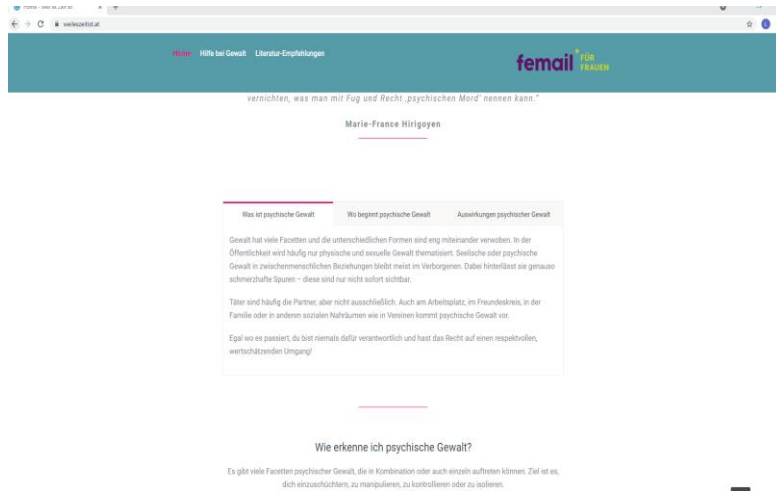 Home - Weil es Zeit ist
weileszeitist.at
Home Hilfe bei Gewalt Literatur-Empfehlungen
femail FÜR FRAUEN
vernichten, was man mit Fug und Recht ‚psychischen Mord' nennen kann."
Marie-France Hirigoyen
Was ist psychische Gewalt Wo beginnt psychische Gewalt Auswirkungen psychischer Gewalt
Gewalt hat viele Facetten und die unterschiedlichen Formen sind eng miteinander verwoben. In der
Öffentlichkeit wird häufig nur physische und sexuelle Gewalt thematisiert. Seelische oder psychische
Gewalt in zwischenmenschlichen Beziehungen bleibt meist im Verborgenen. Dabei hinterlässt sie genauso
schmerzhafte Spuren – diese sind nur nicht sofort sichtbar.
Täter sind häufig die Partner, aber nicht ausschließlich. Auch am Arbeitsplatz, im Freundeskreis, in der
Familie oder in anderen sozialen Nahräumen wie in Vereinen kommt psychische Gewalt vor.
Egal wo es passiert, du bist niemals dafür verantwortlich und hast das Recht auf einen respektvollen,
wertschätzenden Umgang!
Wie erkenne ich psychische Gewalt?
Es gibt viele Facetten psychischer Gewalt, die in Kombination oder auch einzeln auftreten können. Ziel ist es,
dich einzuschüchtern, zu manipulieren, zu kontrollieren oder zu isolieren.